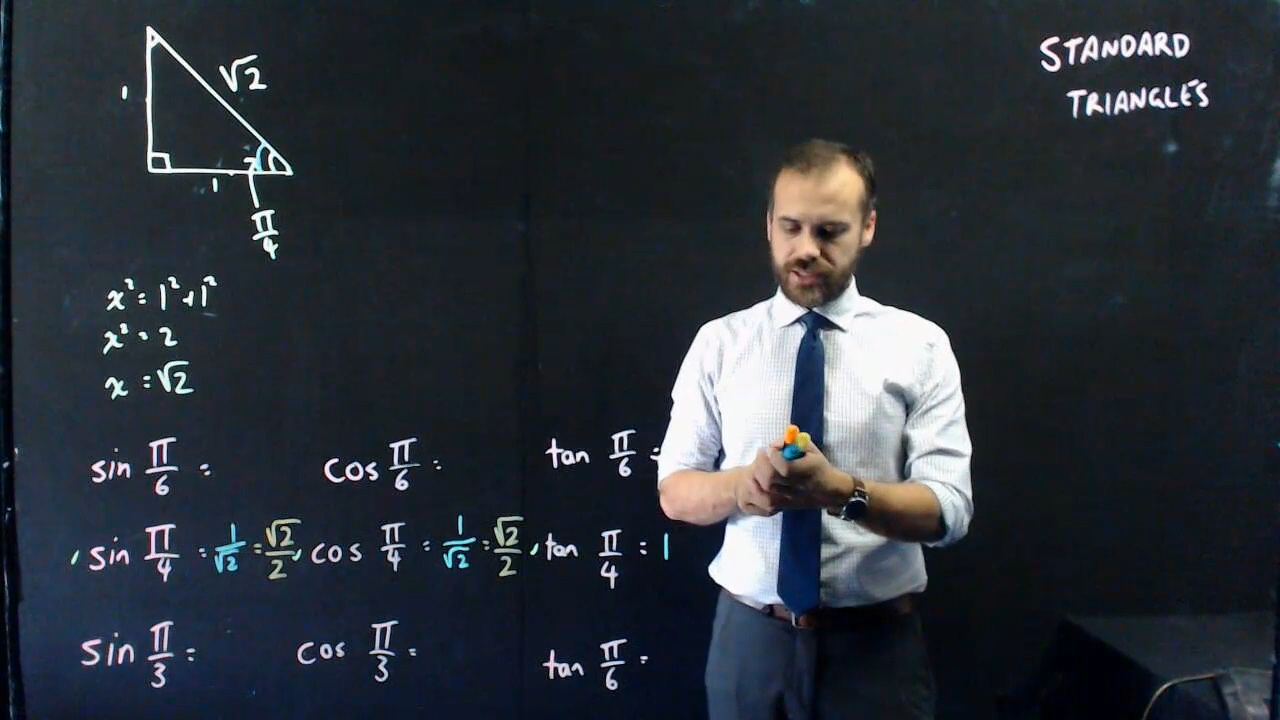 STANDARD
TRIANGLES
1
√2
1
π/4
x² = 1² + 1²
x² = 2
x = √2
sin π/6 =
cos π/6 =
tan π/6 =
sin π/4 = 1/√2 = √2/2
cos π/4 = 1/√2 = √2/2
tan π/4 = 1
sin π/3 =
cos π/3 =
tan π/6 =